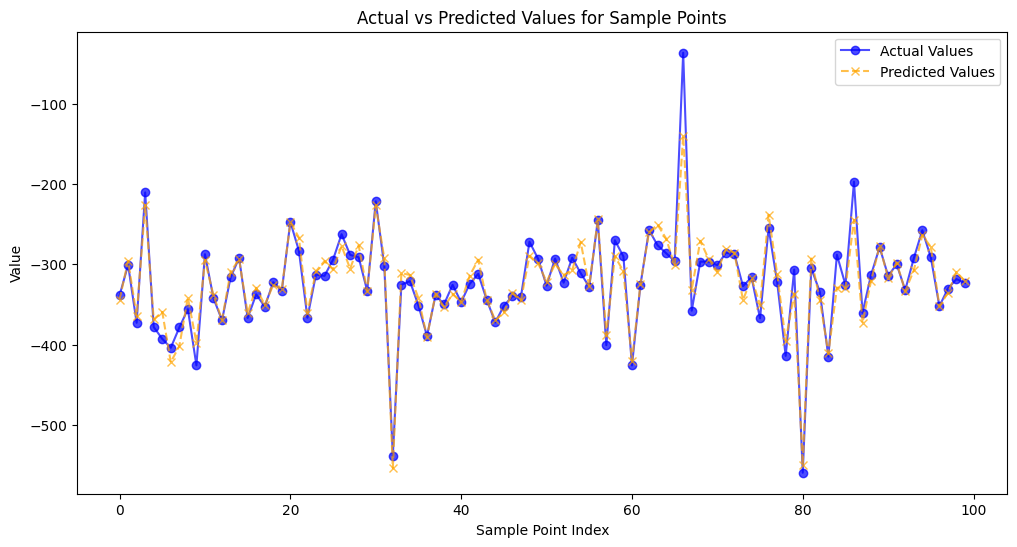 Actual vs Predicted Values for Sample Points
Actual Values
Predicted Values
Value
−100
−200
−300
−400
−500
0 20 40 60 80 100
Sample Point Index